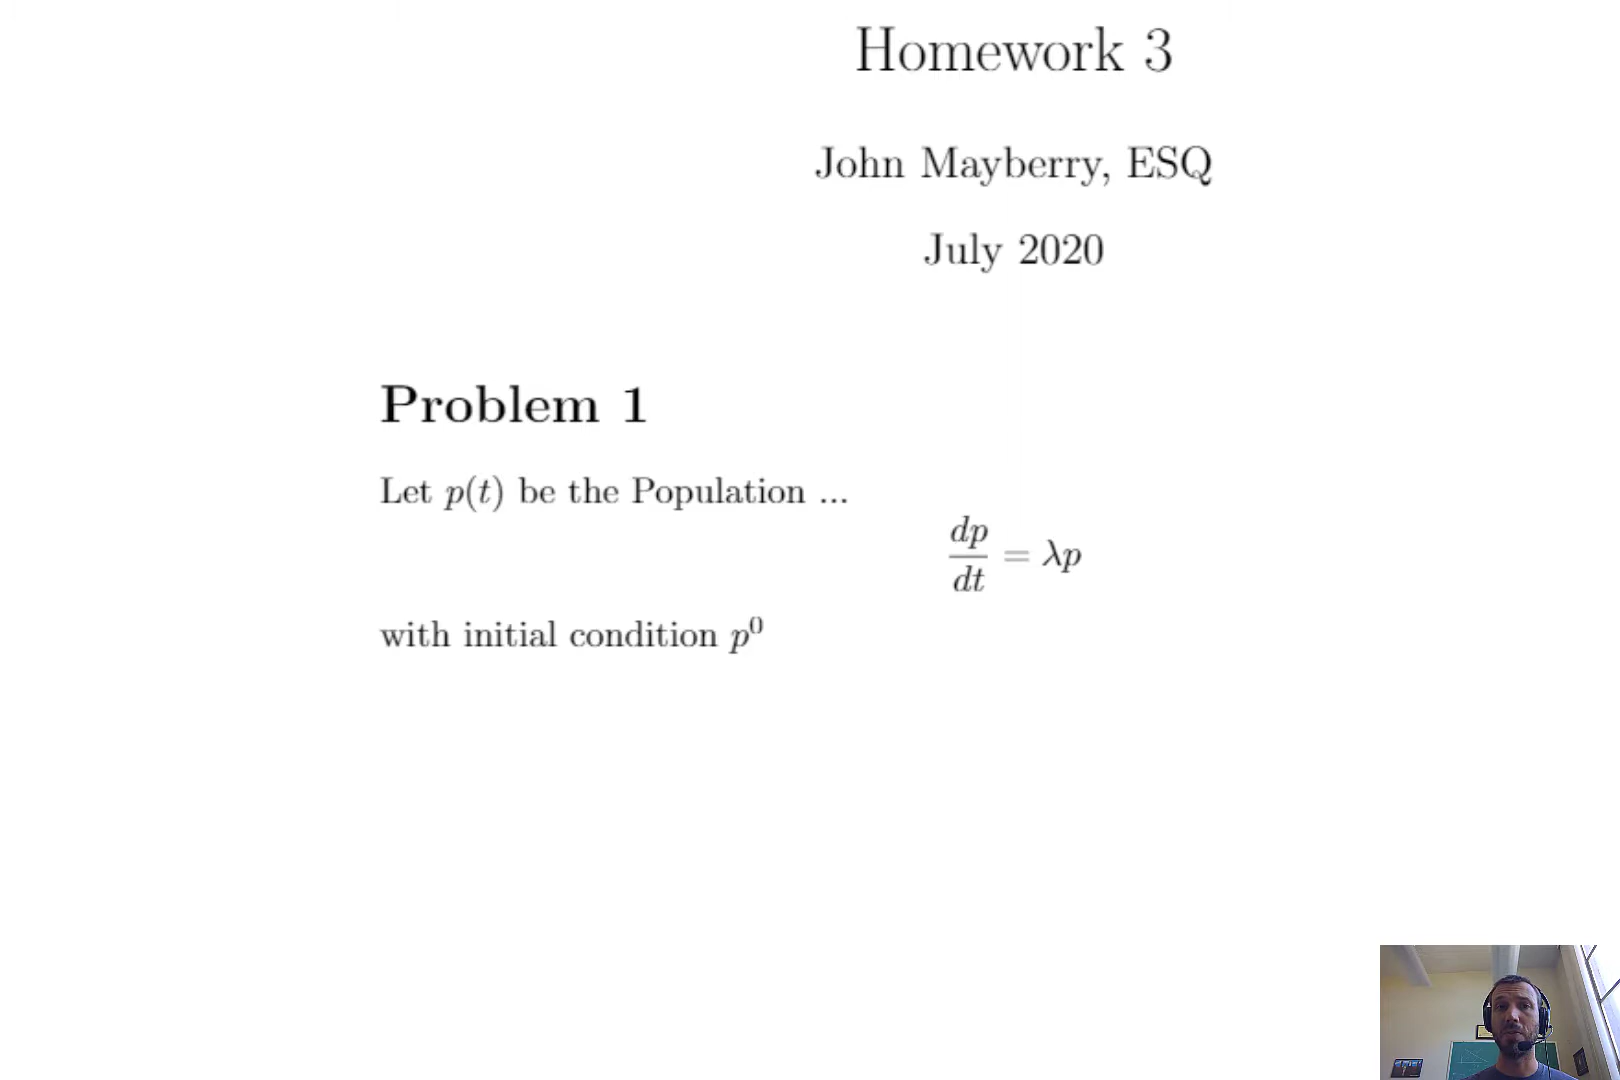 Homework 3
John Mayberry, ESQ
July 2020
Problem 1
Let p(t) be the Population ...
dp/dt = λp
with initial condition p⁰